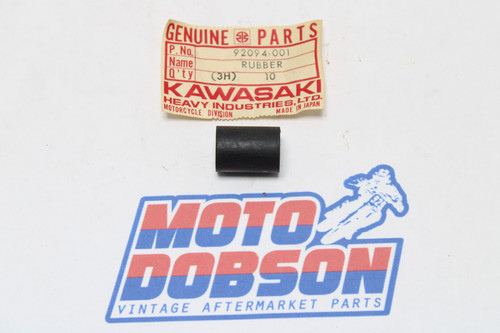 GENUINE PARTS
P. No. 92094-001
Name RUBBER
Q'ty (3H) 10
KAWASAKI
HEAVY INDUSTRIES, LTD.
MOTORCYCLE DIVISION MADE IN JAPAN
MOTO
DOBSON
VINTAGE AFTERMARKET PARTS